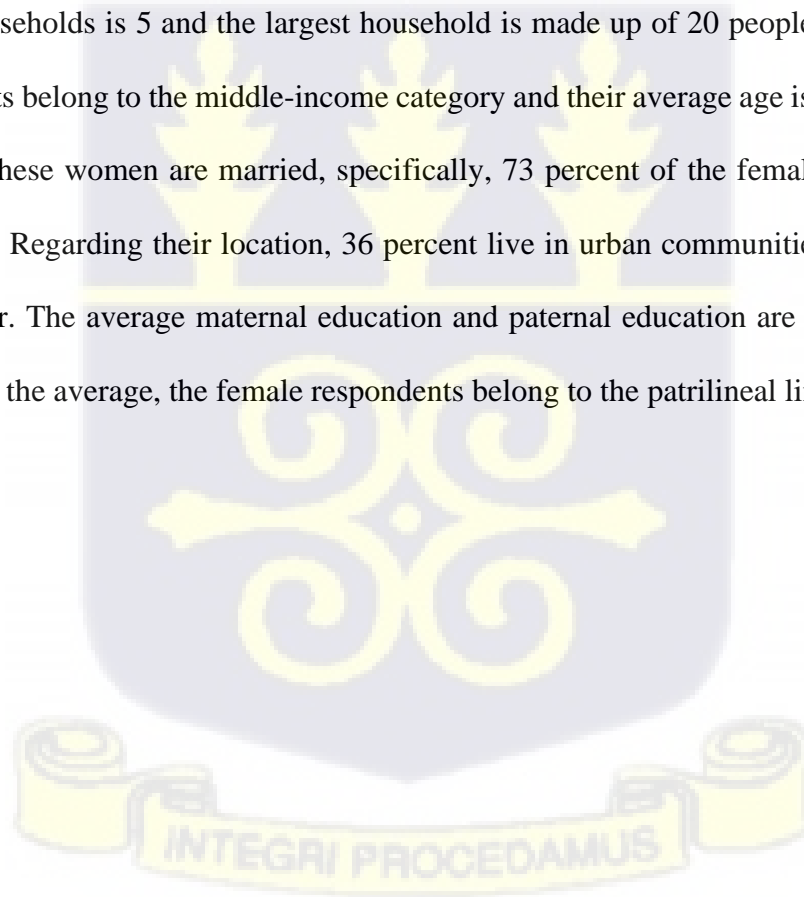 seholds is 5 and the largest household is made up of 20 people
ts belong to the middle-income category and their average age is
hese women are married, specifically, 73 percent of the femal
Regarding their location, 36 percent live in urban communitie
r. The average maternal education and paternal education are
the average, the female respondents belong to the patrilineal li
INTEGRI PROCEDAMUS